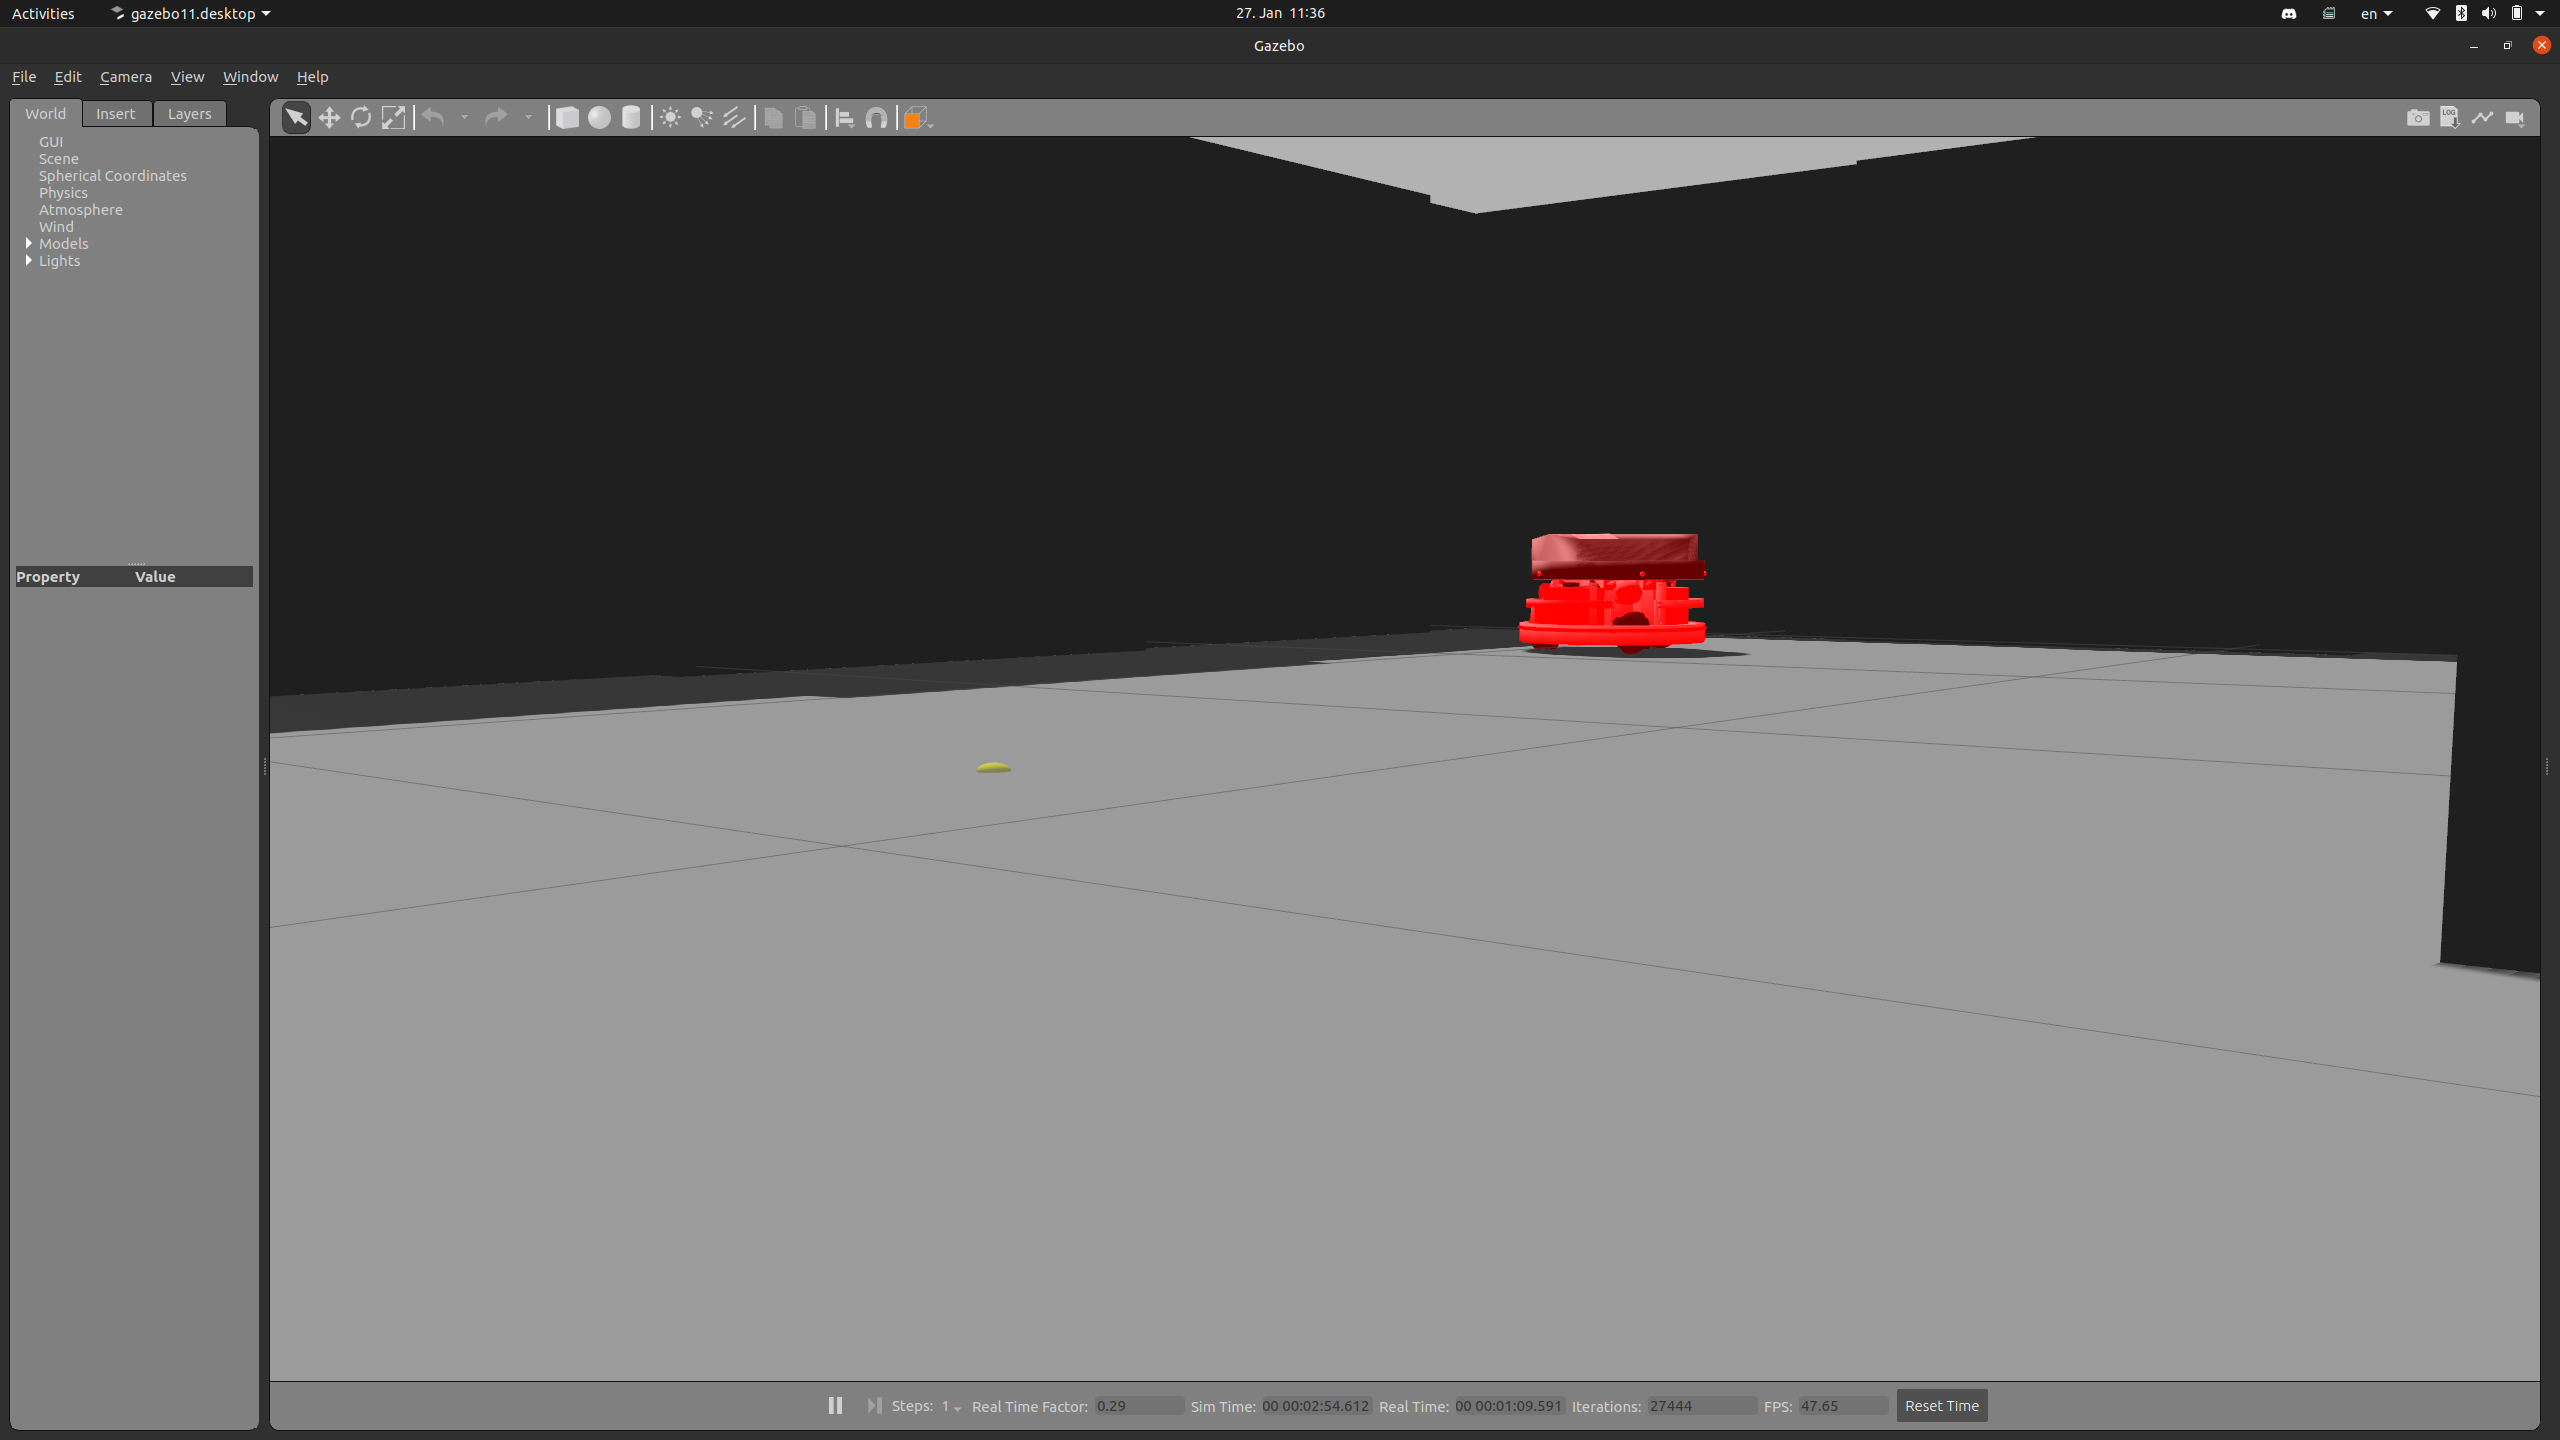 Activities gazebo11.desktop 27. Jan 11:36 en
Gazebo
File Edit Camera View Window Help
World Insert Layers
LOG
GUI
Scene
Spherical Coordinates
Physics
Atmosphere
Wind
Models
Lights
Property Value
Steps: 1 Real Time Factor: 0.29 Sim Time: 00 00:02:54.612 Real Time: 00 00:01:09.591 Iterations: 27444 FPS: 47.65 Reset Time